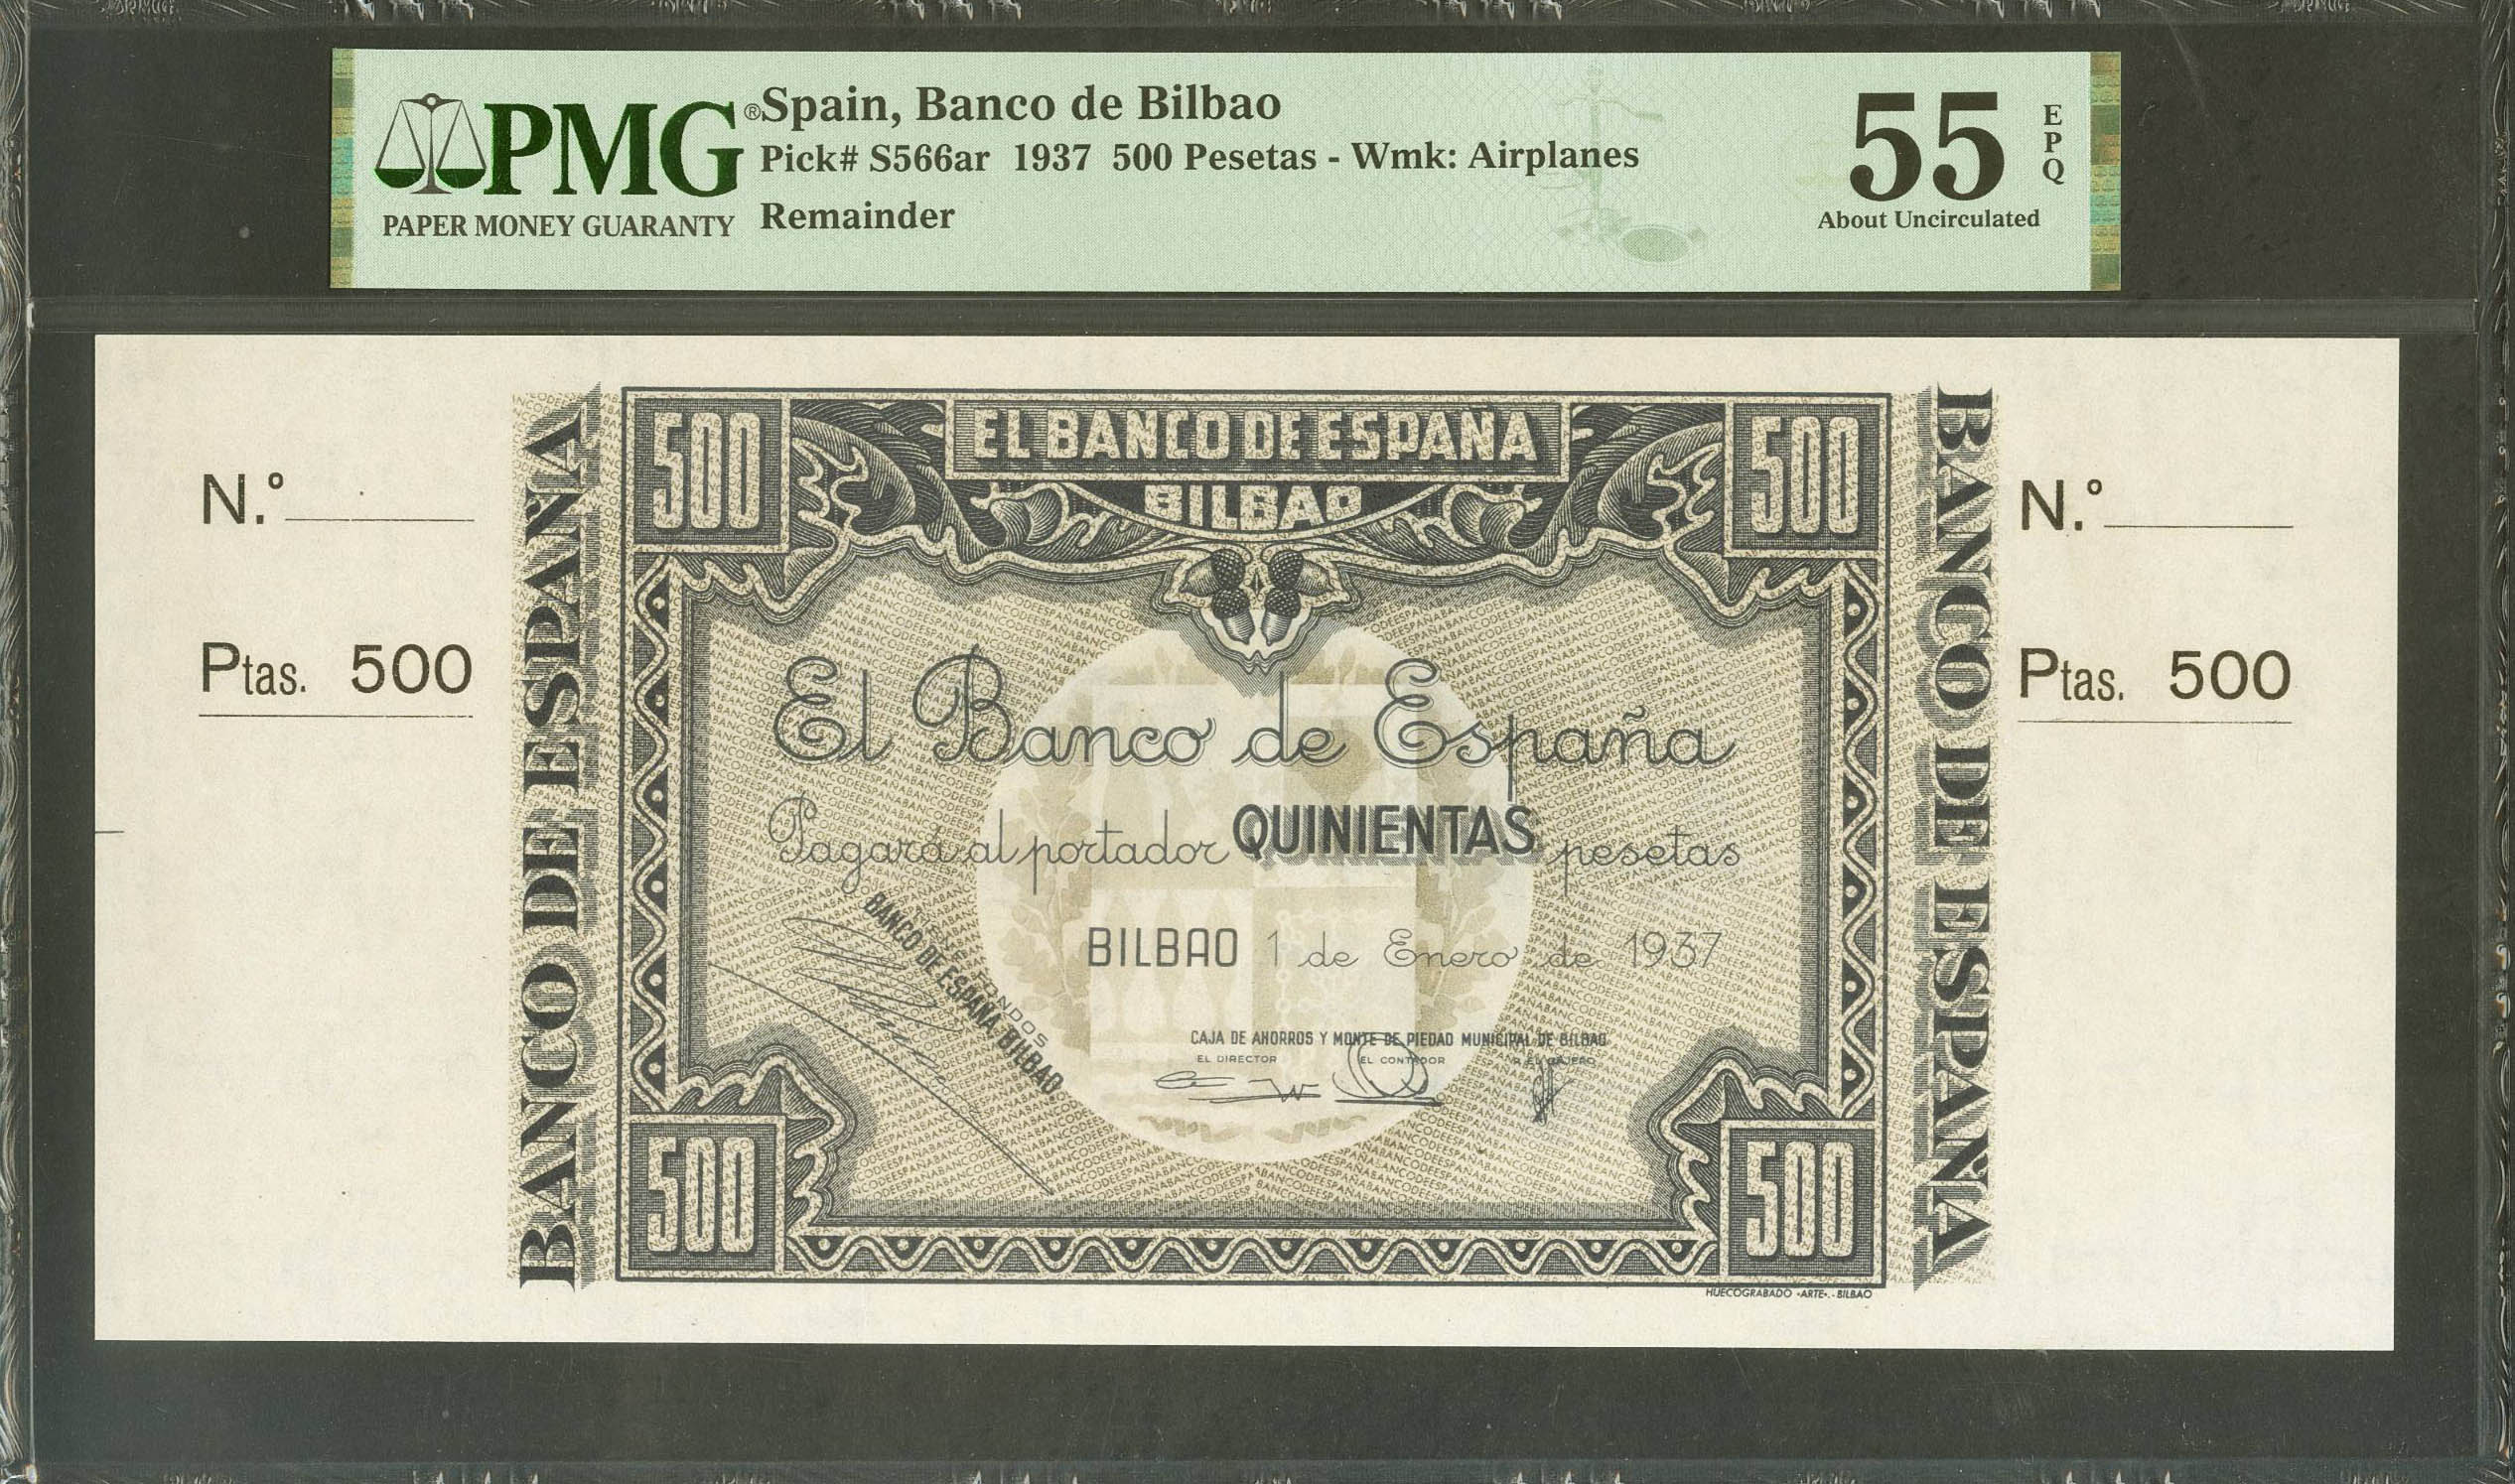 PMG
®
PAPER MONEY GUARANTY
Spain, Banco de Bilbao
Pick# S566ar 1937 500 Pesetas - Wmk: Airplanes
Remainder
55
EPQ
About Uncirculated
N.º
Ptas. 500
BANCO DE ESPAÑA
500
EL BANCO DE ESPAÑA
BILBAO
500
El Banco de España
Pagará al portador QUINIENTAS pesetas
BILBAO 1 de Enero de 1937
BANCO DE ESPAÑA. BILBAO
CAJA DE AHORROS Y MONTE DE PIEDAD MUNICIPAL DE BILBAO
EL DIRECTOR
EL CONTADOR
EL CAJERO
500
500
HUECOGRABADO «ARTE».-BILBAO
BANCO DE ESPAÑA
N.º
Ptas. 500